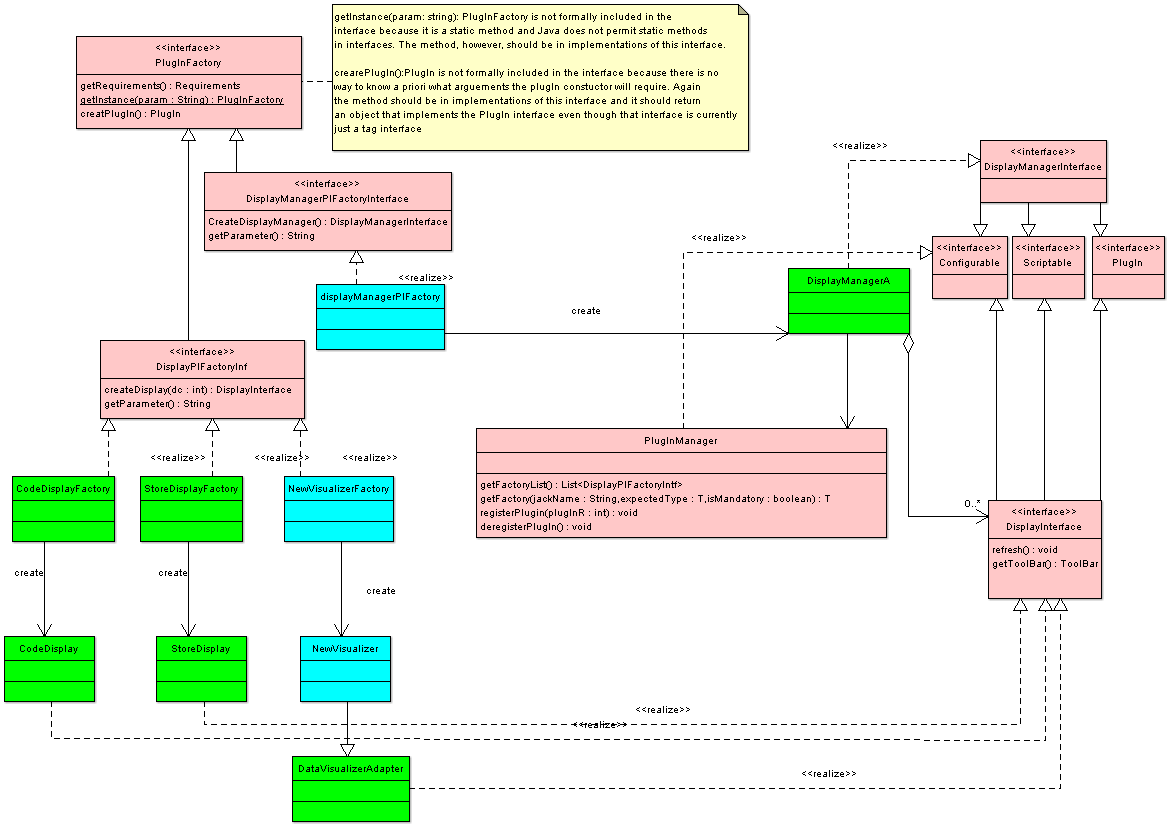 getInstance(param: string): PlugInFactory is not formally included in the
interface because it is a static method and Java does not permit static methods
in interfaces. The method, however, should be in implementations of this interface.
crearePlugIn():PlugIn is not formally included in the interface because there is no
way to know a priori what arguements the plugIn constuctor will require. Again
the method should be in implementations of this interface and it should return
an object that implements the PlugIn interface even though that interface is currently
just a tag interface
<<interface>>
PlugInFactory
getRequirements() : Requirements
getInstance(param : String) : PlugInFactory
creatPlugIn() : PlugIn
<<interface>>
DisplayManagerPIFactoryInterface
CreateDisplayManager() : DisplayManagerInterface
getParameter() : String
<<realize>>
<<interface>>
DisplayManagerInterface
<<realize>>
<<interface>>
Configurable
<<interface>>
Scriptable
<<interface>>
PlugIn
<<realize>>
displayManagerPIFactory
create
DisplayManagerA
<<interface>>
DisplayPIFactoryInf
createDisplay(dc : int) : DisplayInterface
getParameter() : String
<<realize>>
<<realize>>
<<realize>>
PlugInManager
getFactoryList() : List<DisplayPIFactoryIntf>
getFactory(jackName : String,expectedType : T,isMandatory : boolean) : T
registerPlugin(plugInR : int) : void
deregisterPlugIn() : void
CodeDisplayFactory
StoreDisplayFactory
NewVisualizerFactory
0..*
<<interface>>
DisplayInterface
refresh() : void
getToolBar() : ToolBar
create
create
create
CodeDisplay
StoreDisplay
NewVisualizer
<<realize>>
<<realize>>
DataVisualizerAdapter
<<realize>>